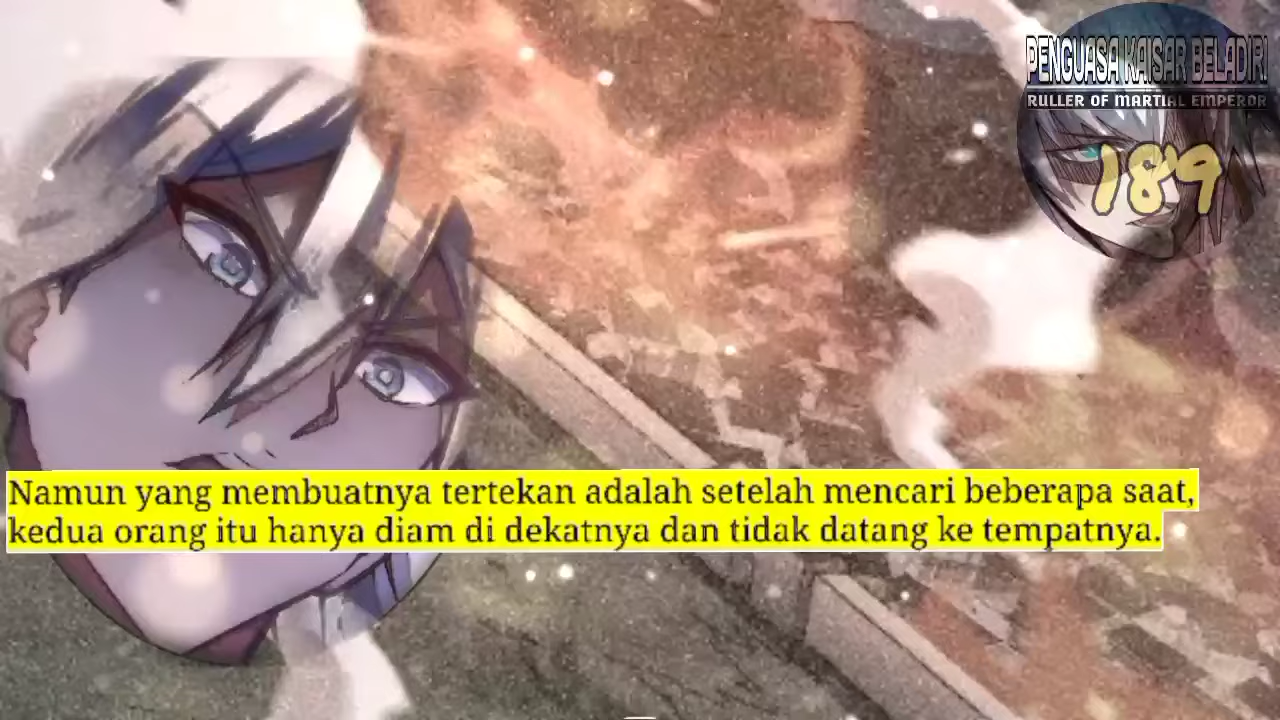 PENGUASA KAISAR BELADIRI
RULLER OF MARTIAL EMPEROR
189
Namun yang membuatnya tertekan adalah setelah mencari beberapa saat,
kedua orang itu hanya diam di dekatnya dan tidak datang ke tempatnya.